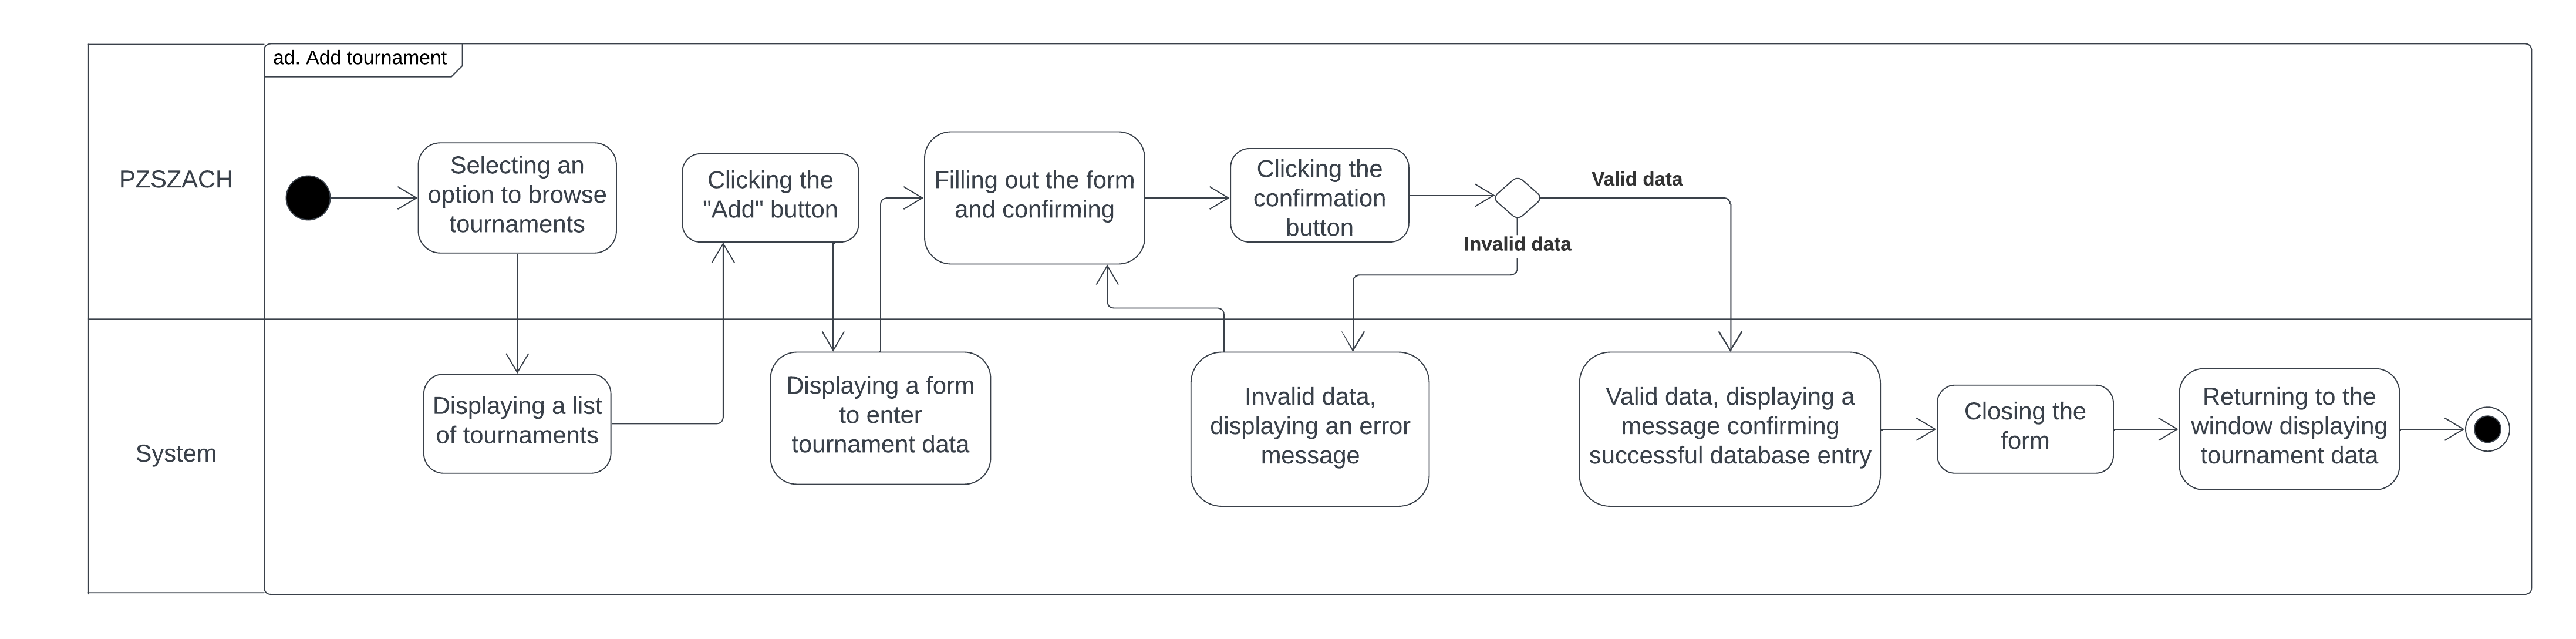 ad. Add tournament
PZSZACH
Selecting an
option to browse
tournaments
Clicking the
"Add" button
Filling out the form
and confirming
Clicking the
confirmation
button
Valid data
Invalid data
System
Displaying a list
of tournaments
Displaying a form
to enter
tournament data
Invalid data,
displaying an error
message
Valid data, displaying a
message confirming
successful database entry
Closing the
form
Returning to the
window displaying
tournament data